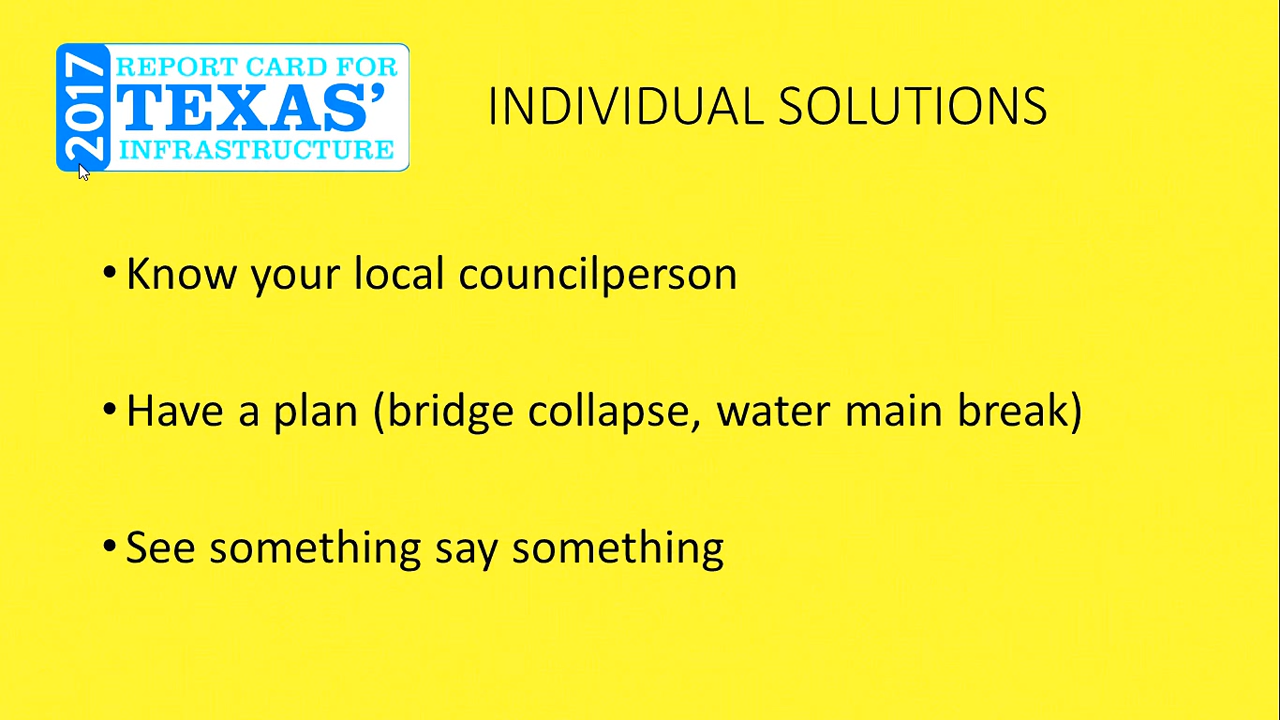 2017
REPORT CARD FOR
TEXAS'
INFRASTRUCTURE
INDIVIDUAL SOLUTIONS
• Know your local councilperson
• Have a plan (bridge collapse, water main break)
• See something say something